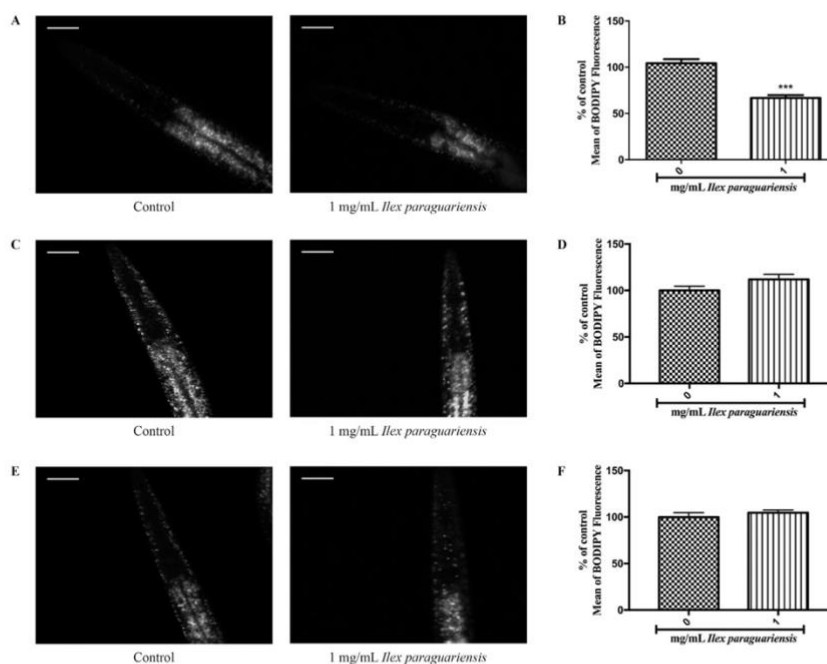 A
Control
1 mg/mL Ilex paraguariensis
B
% of control
Mean of BODIPY Fluorescence
150
100
50
0
***
0
1
mg/mL Ilex paraguariensis
C
Control
1 mg/mL Ilex paraguariensis
D
% of control
Mean of BODIPY Fluorescence
150
100
50
0
0
1
mg/mL Ilex paraguariensis
E
Control
1 mg/mL Ilex paraguariensis
F
% of control
Mean of BODIPY Fluorescence
150
100
50
0
0
1
mg/mL Ilex paraguariensis